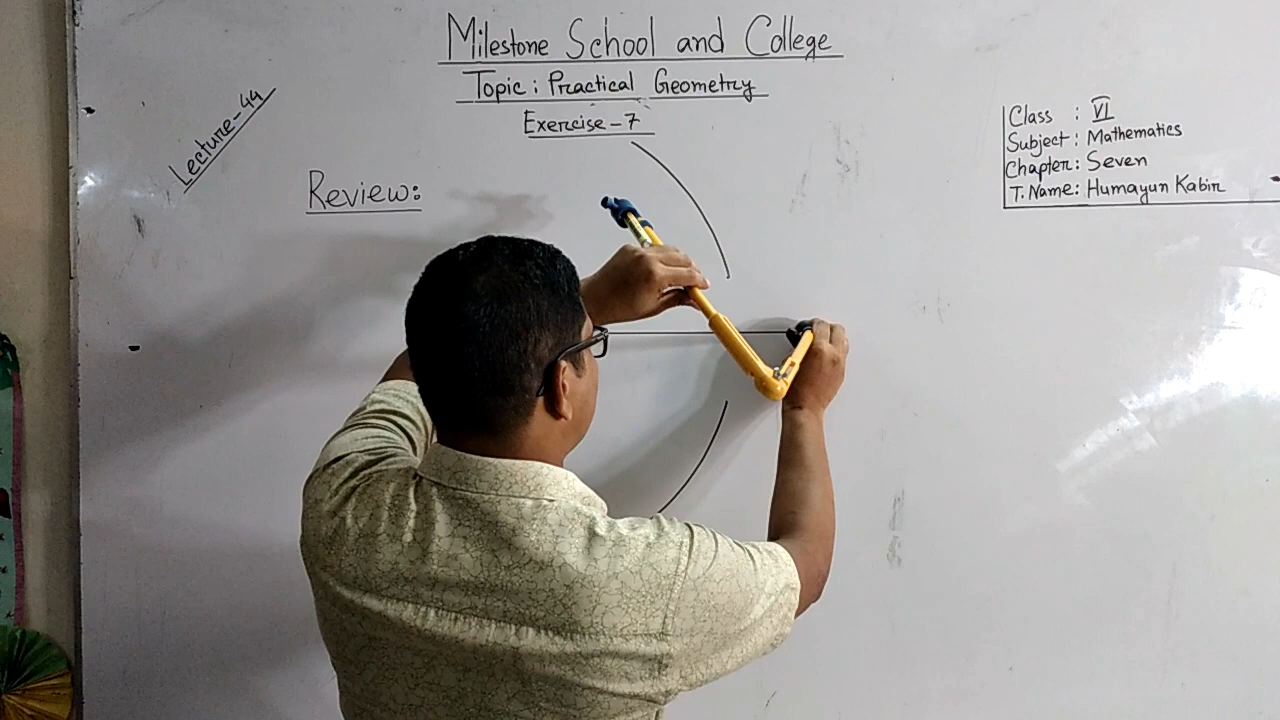 Milestone School and College
Topic: Practical Geometry
Exercise-7
Lecture-44
Review:
Class : VI
Subject: Mathematics
Chapter: Seven
T. Name: Humayun Kabir